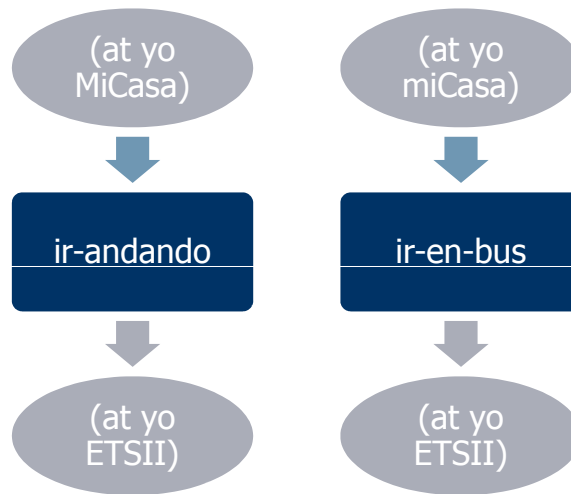 (at yo
MiCasa)
ir-andando
(at yo
ETSII)
(at yo
miCasa)
ir-en-bus
(at yo
ETSII)